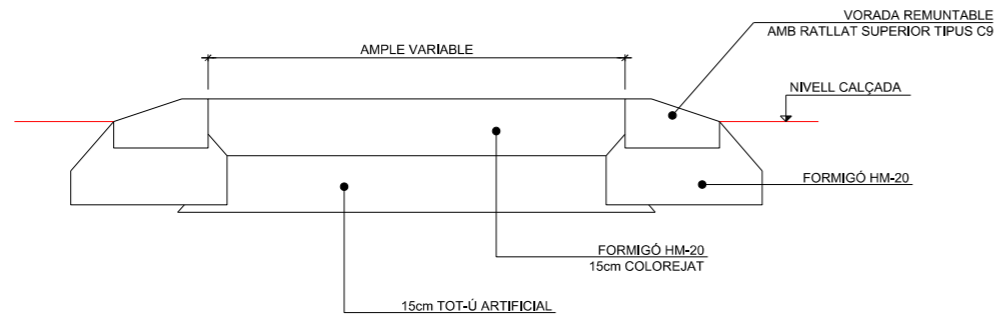 VORADA REMUNTABLE
AMB RATLLAT SUPERIOR TIPUS C9
AMPLE VARIABLE
NIVELL CALÇADA
FORMIGÓ HM-20
FORMIGÓ HM-20
15cm COLOREJAT
15cm TOT-Ú ARTIFICIAL